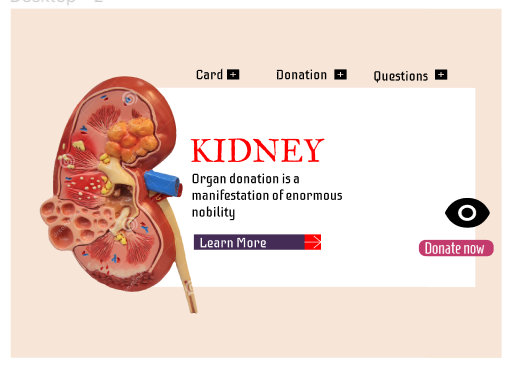 Desktop - 2
Card +
Donation +
Questions +
KIDNEY
Organ donation is a
manifestation of enormous
nobility
Learn More
Donate now